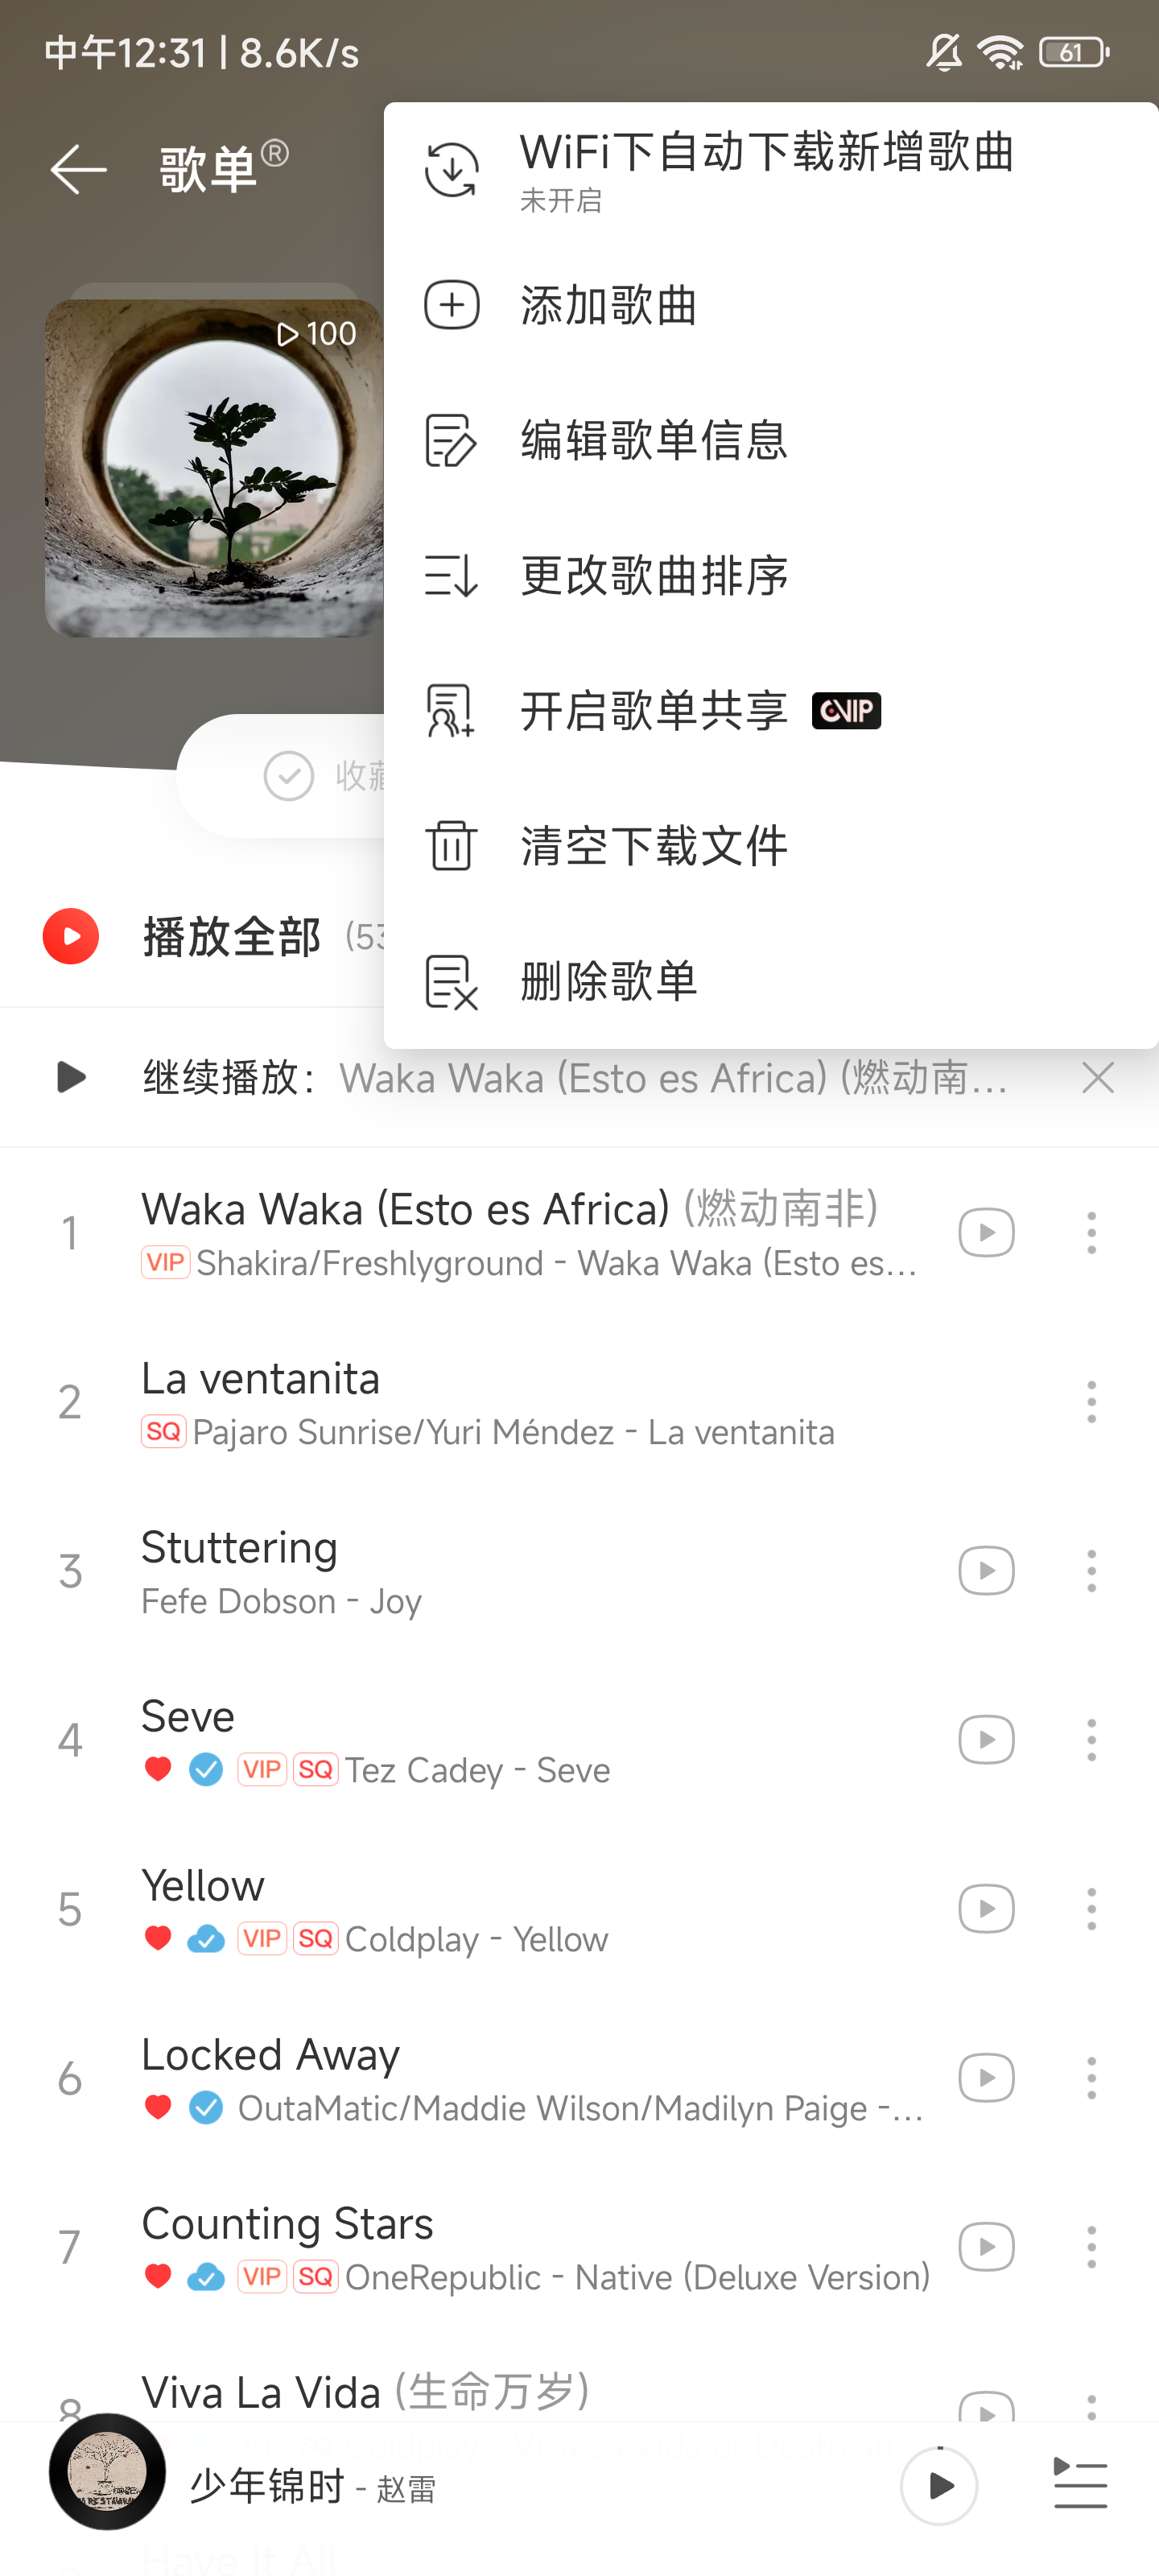 中午12:31 | 8.6K/s
61
歌单®
WiFi下自动下载新增歌曲
未开启
100
添加歌曲
编辑歌单信息
更改歌曲排序
开启歌单共享 VIP
收藏
清空下载文件
播放全部 (53
删除歌单
继续播放： Waka Waka (Esto es Africa) (燃动南...
1
Waka Waka (Esto es Africa) (燃动南非)
VIP Shakira/Freshlyground - Waka Waka (Esto es...
2
La ventanita
SQ Pajaro Sunrise/Yuri Méndez - La ventanita
3
Stuttering
Fefe Dobson - Joy
4
Seve
VIP SQ Tez Cadey - Seve
5
Yellow
VIP SQ Coldplay - Yellow
6
Locked Away
OutaMatic/Maddie Wilson/Madilyn Paige -...
7
Counting Stars
VIP SQ OneRepublic - Native (Deluxe Version)
8
Viva La Vida (生命万岁)
少年锦时 - 赵雷
Have It All